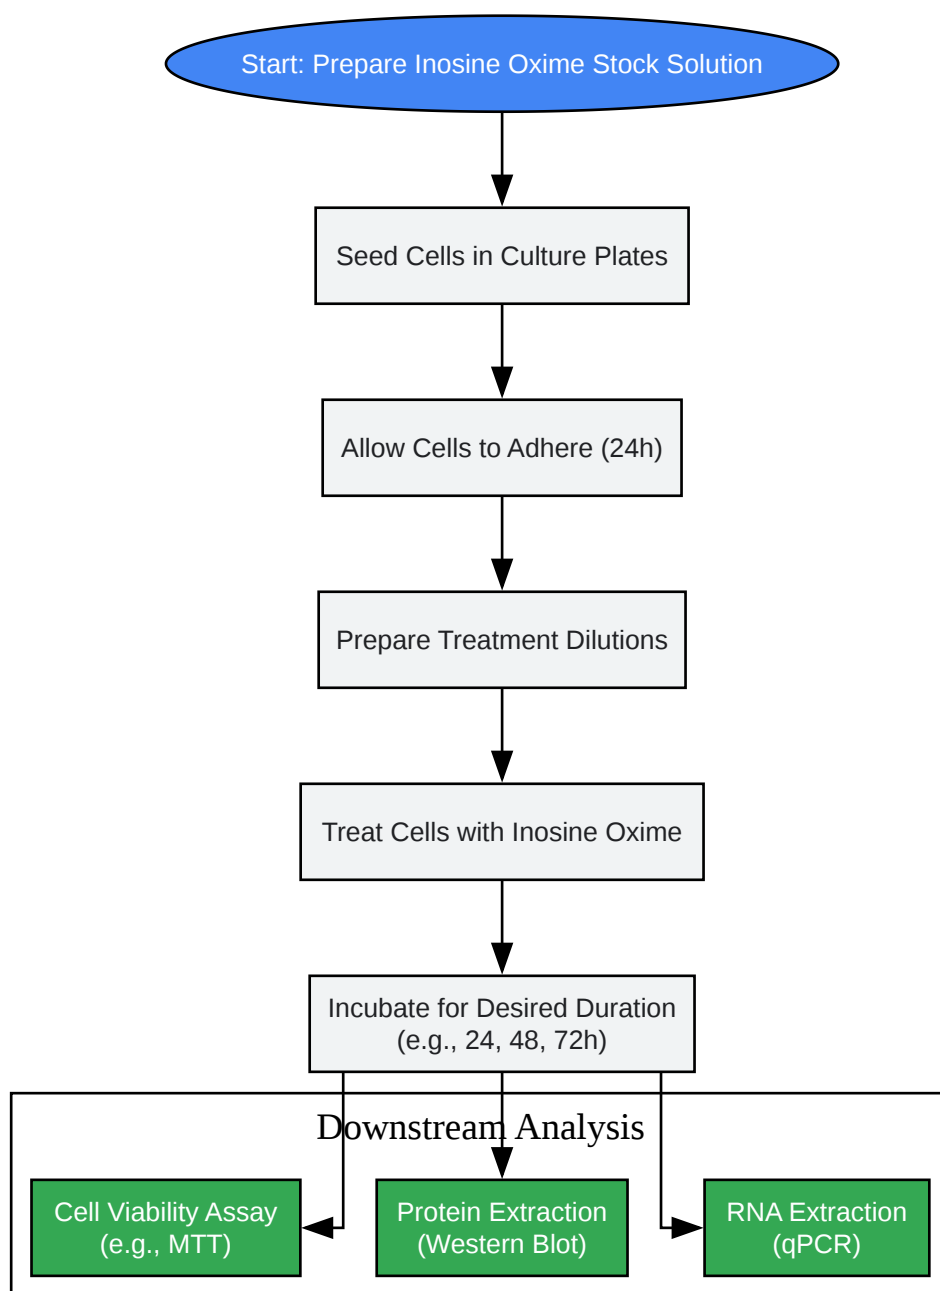 Start: Prepare Inosine Oxime Stock Solution
Seed Cells in Culture Plates
Allow Cells to Adhere (24h)
Prepare Treatment Dilutions
Treat Cells with Inosine Oxime
Incubate for Desired Duration
(e.g., 24, 48, 72h)
Downstream Analysis
Cell Viability Assay
(e.g., MTT)
Protein Extraction
(Western Blot)
RNA Extraction
(qPCR)